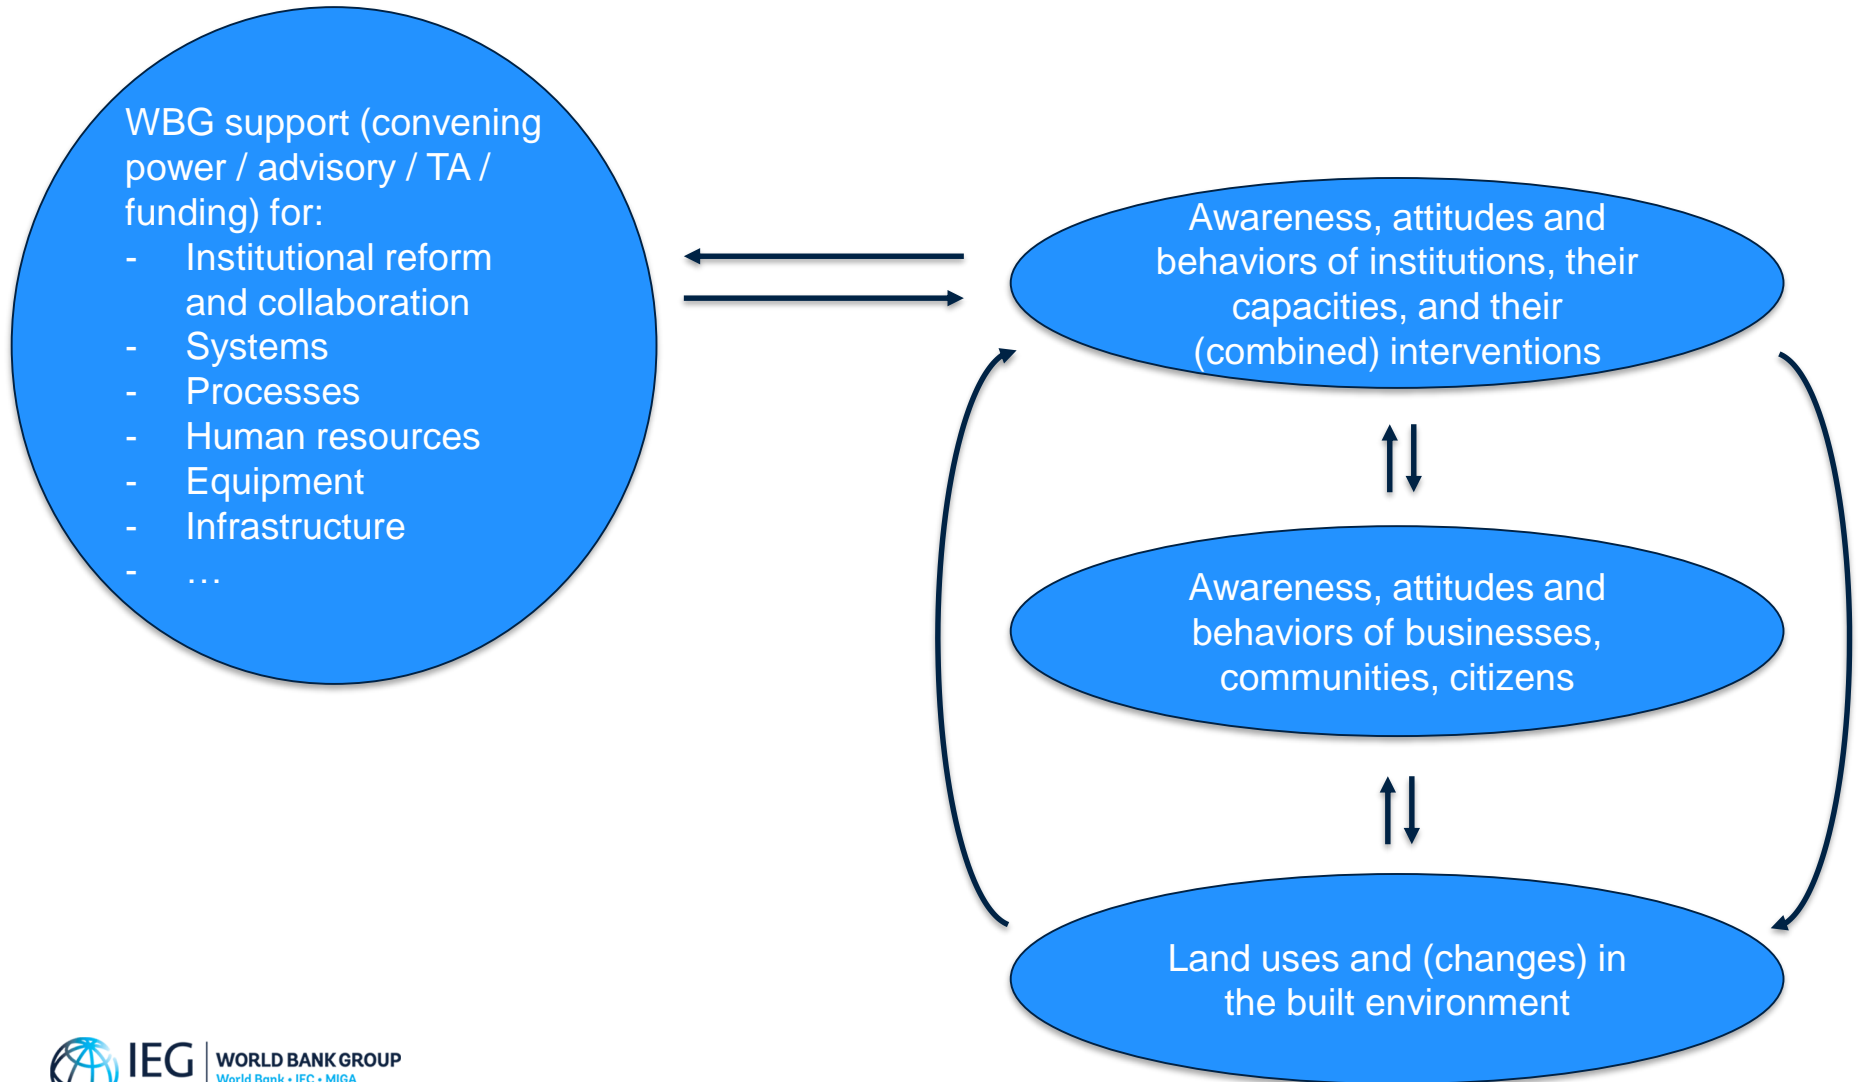 WBG support (convening
power / advisory / TA /
funding) for:
- Institutional reform
and collaboration
- Systems
- Processes
- Human resources
- Equipment
- Infrastructure
- …
Awareness, attitudes and
behaviors of institutions, their
capacities, and their
(combined) interventions
Awareness, attitudes and
behaviors of businesses,
communities, citizens
Land uses and (changes) in
the built environment
IEG
WORLD BANK GROUP
World Bank • IFC • MIGA